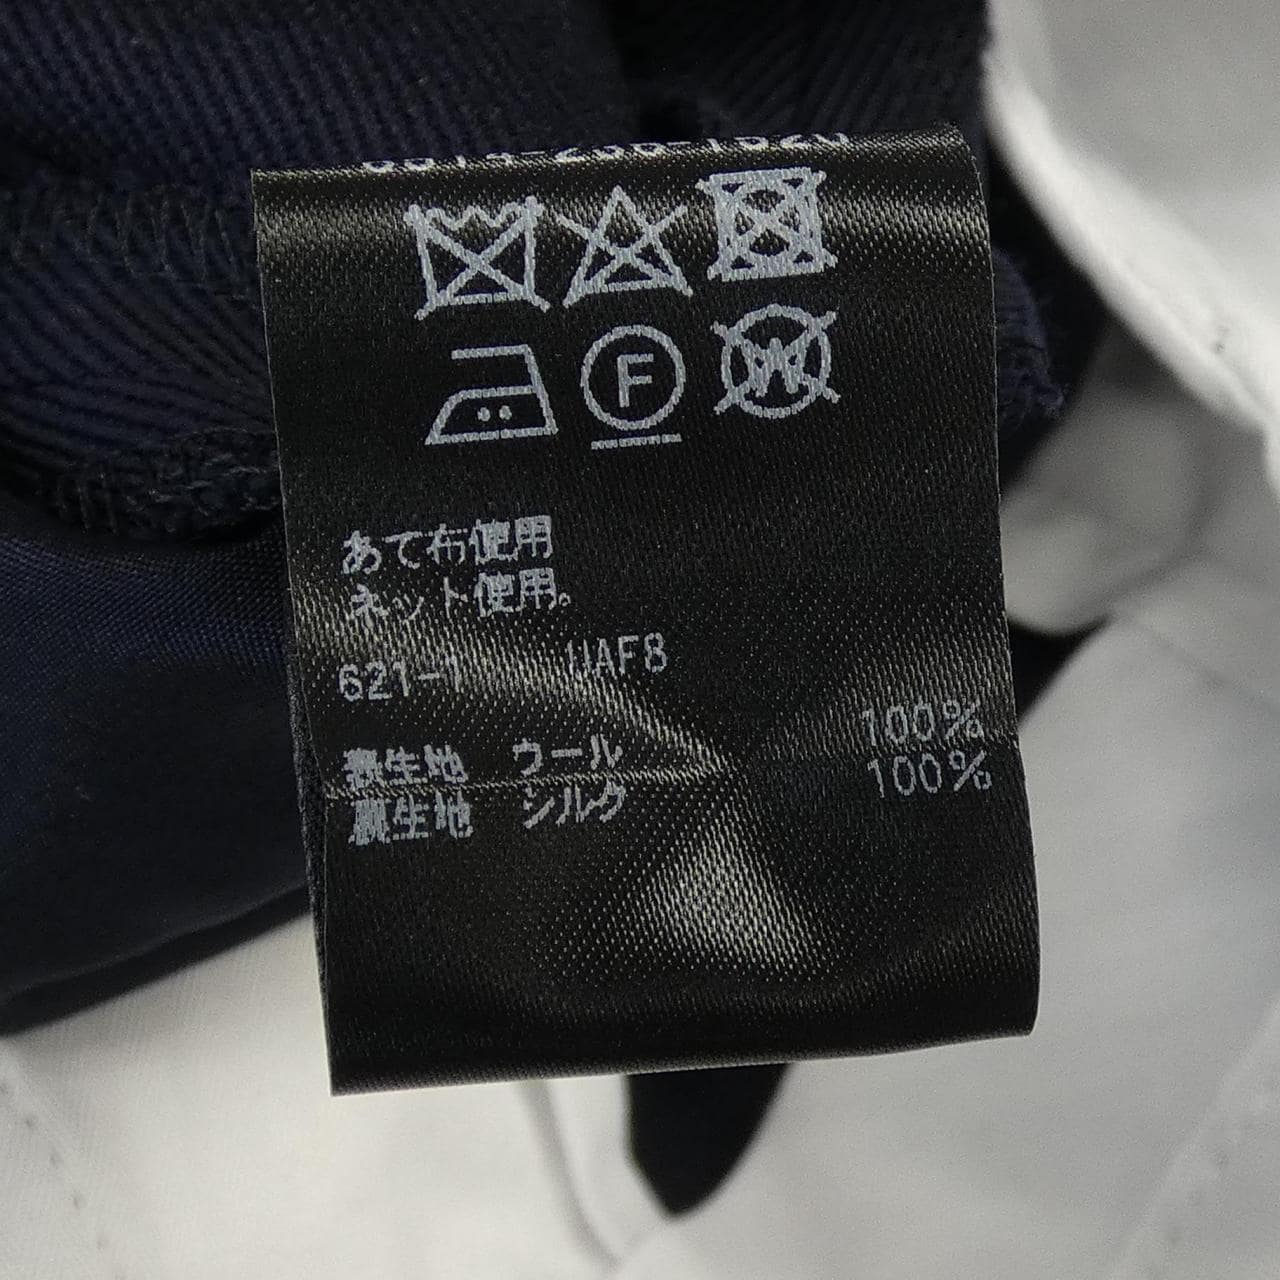 F
W
あて布使用
ネット使用。
621-1 UAF8
表生地 ウール 100%
裏生地 シルク 100%